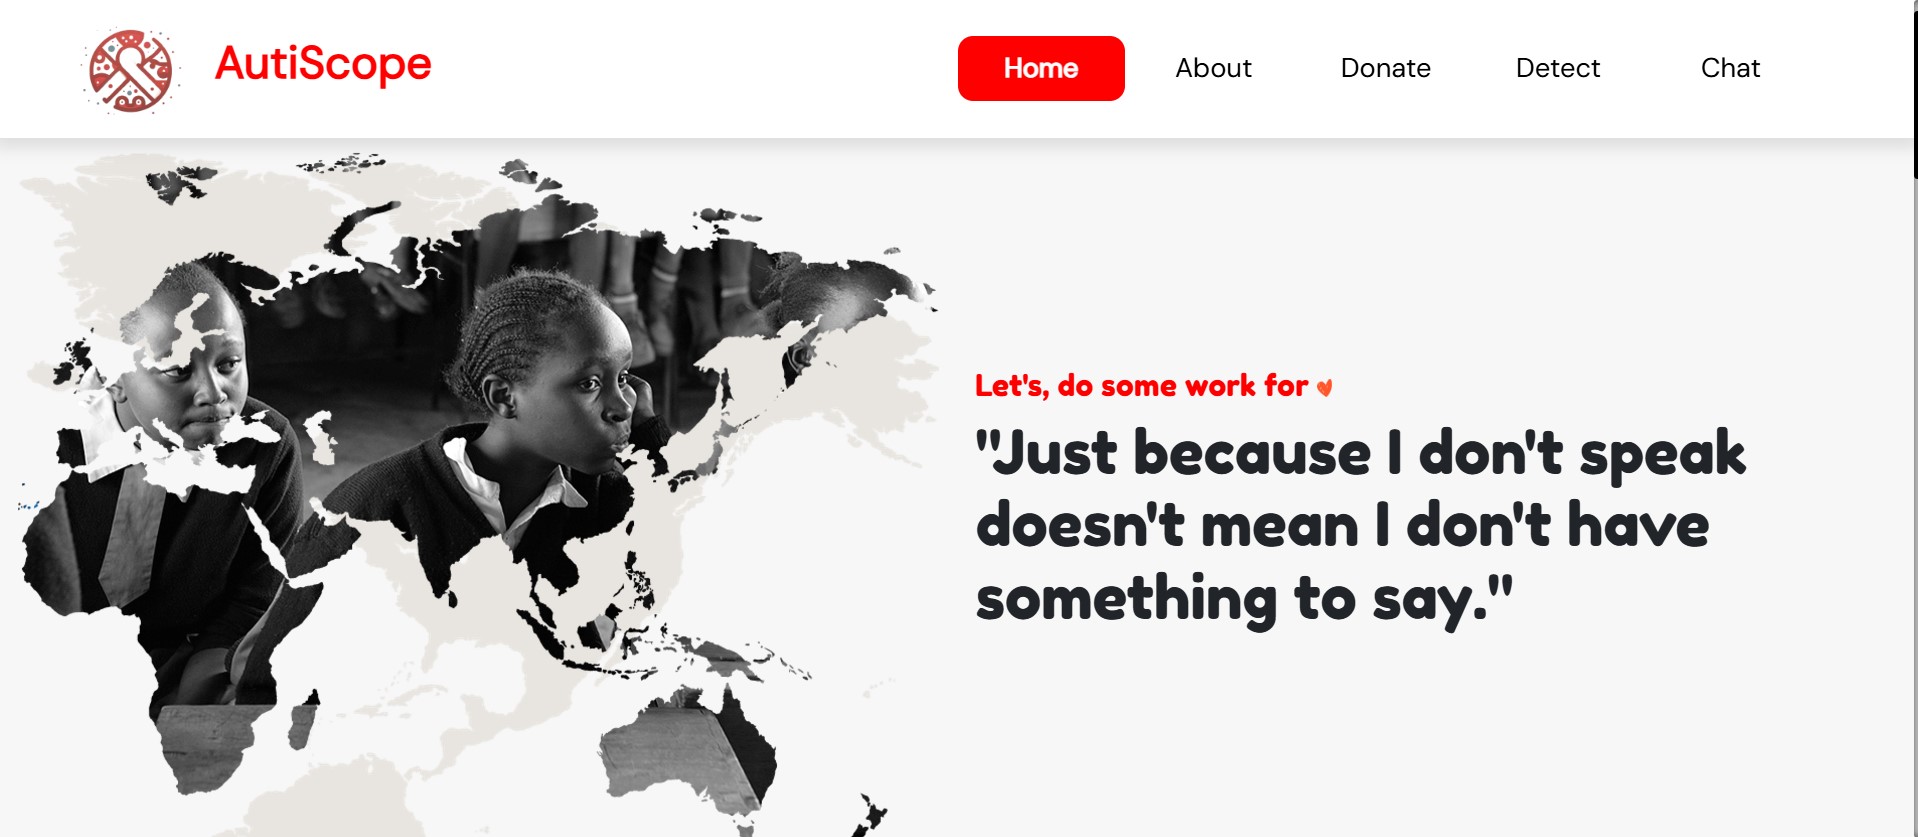 AutiScope
Home
About
Donate
Detect
Chat
Let's, do some work for
"Just because I don't speak
doesn't mean I don't have
something to say."